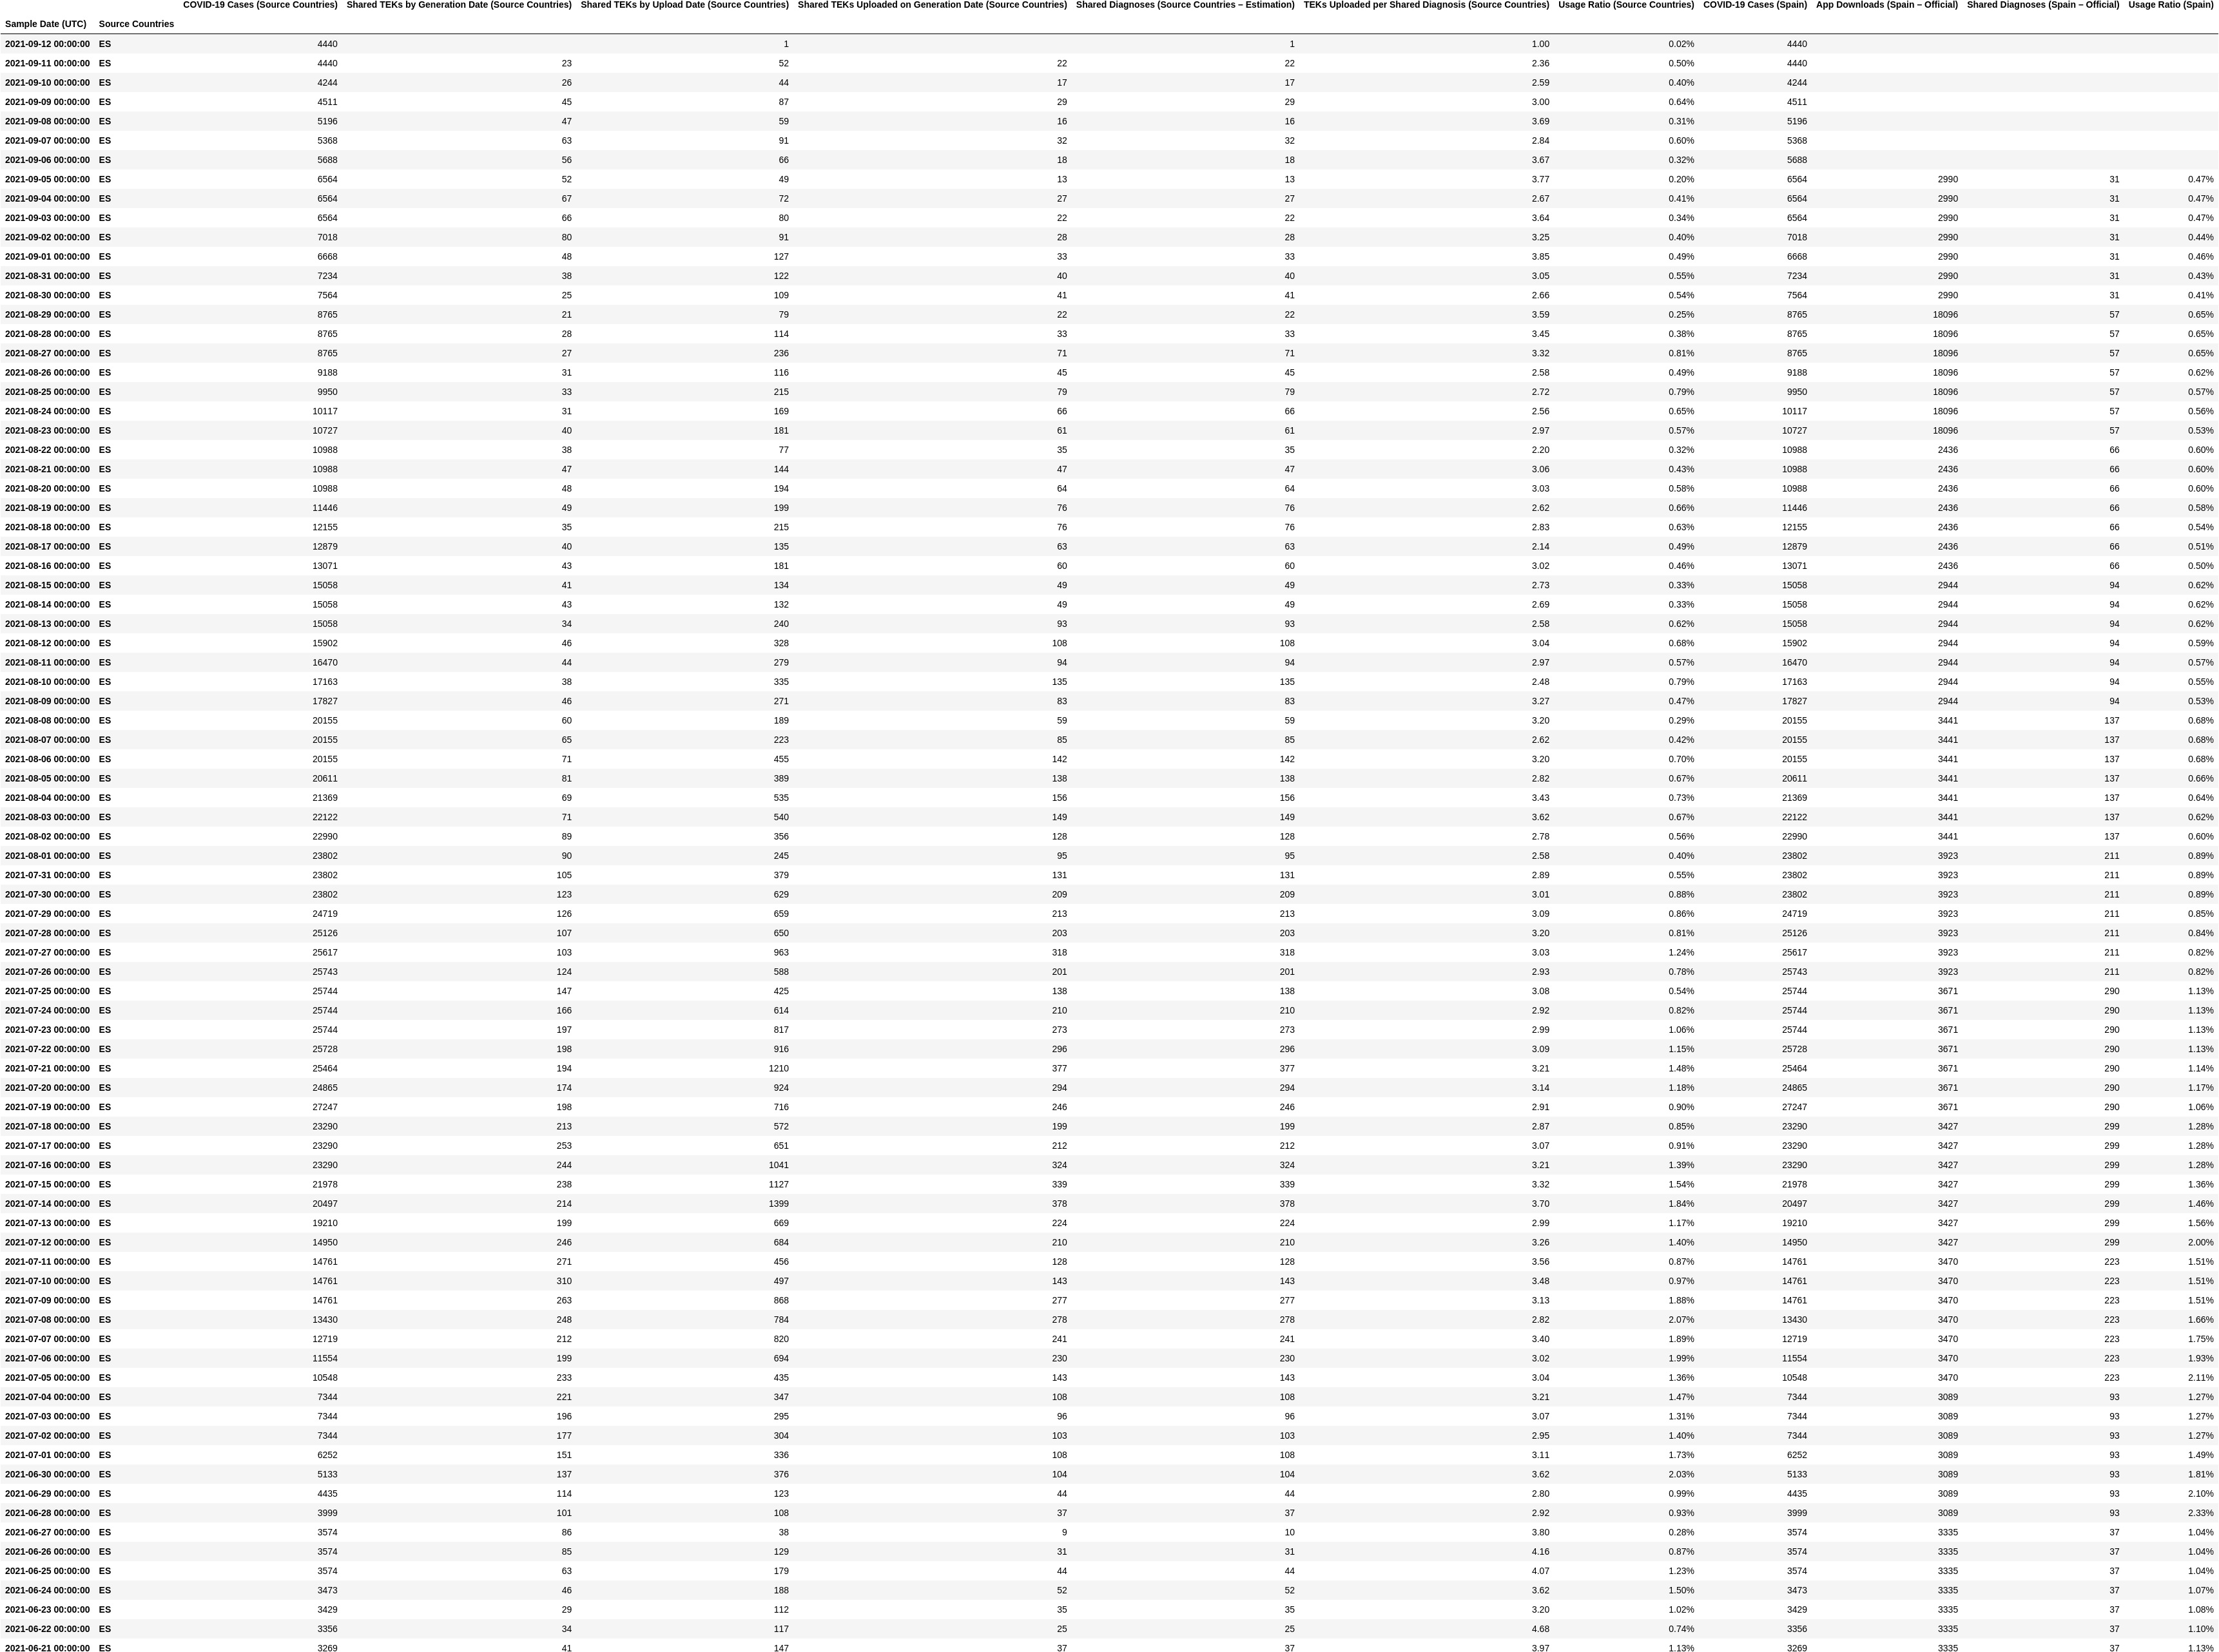 COVID-19 Cases (Source Countries) Shared TEKs by Generation Date (Source Countries) Shared TEKs by Upload Date (Source Countries) Shared TEKs Uploaded on Generation Date (Source Countries) Shared Diagnoses (Source Countries – Estimation) TEKs Uploaded per Shared Diagnosis (Source Countries) Usage Ratio (Source Countries) COVID-19 Cases (Spain) App Downloads (Spain – Official) Shared Diagnoses (Spain – Official) Usage Ratio (Spain)
Sample Date (UTC) Source Countries
2021-09-12 00:00:00 ES 4440 1 1 1.00 0.02% 4440
2021-09-11 00:00:00 ES 4440 23 52 22 22 2.36 0.50% 4440
2021-09-10 00:00:00 ES 4244 26 44 17 17 2.59 0.40% 4244
2021-09-09 00:00:00 ES 4511 45 87 29 29 3.00 0.64% 4511
2021-09-08 00:00:00 ES 5196 47 59 16 16 3.69 0.31% 5196
2021-09-07 00:00:00 ES 5368 63 91 32 32 2.84 0.60% 5368
2021-09-06 00:00:00 ES 5688 56 66 18 18 3.67 0.32% 5688
2021-09-05 00:00:00 ES 6564 52 49 13 13 3.77 0.20% 6564 2990 31 0.47%
2021-09-04 00:00:00 ES 6564 67 72 27 27 2.67 0.41% 6564 2990 31 0.47%
2021-09-03 00:00:00 ES 6564 66 80 22 22 3.64 0.34% 6564 2990 31 0.47%
2021-09-02 00:00:00 ES 7018 80 91 28 28 3.25 0.40% 7018 2990 31 0.44%
2021-09-01 00:00:00 ES 6668 48 127 33 33 3.85 0.49% 6668 2990 31 0.46%
2021-08-31 00:00:00 ES 7234 38 122 40 40 3.05 0.55% 7234 2990 31 0.43%
2021-08-30 00:00:00 ES 7564 25 109 41 41 2.66 0.54% 7564 2990 31 0.41%
2021-08-29 00:00:00 ES 8765 21 79 22 22 3.59 0.25% 8765 18096 57 0.65%
2021-08-28 00:00:00 ES 8765 28 114 33 33 3.45 0.38% 8765 18096 57 0.65%
2021-08-27 00:00:00 ES 8765 27 236 71 71 3.32 0.81% 8765 18096 57 0.65%
2021-08-26 00:00:00 ES 9188 31 116 45 45 2.58 0.49% 9188 18096 57 0.62%
2021-08-25 00:00:00 ES 9950 33 215 79 79 2.72 0.79% 9950 18096 57 0.57%
2021-08-24 00:00:00 ES 10117 31 169 66 66 2.56 0.65% 10117 18096 57 0.56%
2021-08-23 00:00:00 ES 10727 40 181 61 61 2.97 0.57% 10727 18096 57 0.53%
2021-08-22 00:00:00 ES 10988 38 77 35 35 2.20 0.32% 10988 2436 66 0.60%
2021-08-21 00:00:00 ES 10988 47 144 47 47 3.06 0.43% 10988 2436 66 0.60%
2021-08-20 00:00:00 ES 10988 48 194 64 64 3.03 0.58% 10988 2436 66 0.60%
2021-08-19 00:00:00 ES 11446 49 199 76 76 2.62 0.66% 11446 2436 66 0.58%
2021-08-18 00:00:00 ES 12155 35 215 76 76 2.83 0.63% 12155 2436 66 0.54%
2021-08-17 00:00:00 ES 12879 40 135 63 63 2.14 0.49% 12879 2436 66 0.51%
2021-08-16 00:00:00 ES 13071 43 181 60 60 3.02 0.46% 13071 2436 66 0.50%
2021-08-15 00:00:00 ES 15058 41 134 49 49 2.73 0.33% 15058 2944 94 0.62%
2021-08-14 00:00:00 ES 15058 43 132 49 49 2.69 0.33% 15058 2944 94 0.62%
2021-08-13 00:00:00 ES 15058 34 240 93 93 2.58 0.62% 15058 2944 94 0.62%
2021-08-12 00:00:00 ES 15902 46 328 108 108 3.04 0.68% 15902 2944 94 0.59%
2021-08-11 00:00:00 ES 16470 44 279 94 94 2.97 0.57% 16470 2944 94 0.57%
2021-08-10 00:00:00 ES 17163 38 335 135 135 2.48 0.79% 17163 2944 94 0.55%
2021-08-09 00:00:00 ES 17827 46 271 83 83 3.27 0.47% 17827 2944 94 0.53%
2021-08-08 00:00:00 ES 20155 60 189 59 59 3.20 0.29% 20155 3441 137 0.68%
2021-08-07 00:00:00 ES 20155 65 223 85 85 2.62 0.42% 20155 3441 137 0.68%
2021-08-06 00:00:00 ES 20155 71 455 142 142 3.20 0.70% 20155 3441 137 0.68%
2021-08-05 00:00:00 ES 20611 81 389 138 138 2.82 0.67% 20611 3441 137 0.66%
2021-08-04 00:00:00 ES 21369 69 535 156 156 3.43 0.73% 21369 3441 137 0.64%
2021-08-03 00:00:00 ES 22122 71 540 149 149 3.62 0.67% 22122 3441 137 0.62%
2021-08-02 00:00:00 ES 22990 89 356 128 128 2.78 0.56% 22990 3441 137 0.60%
2021-08-01 00:00:00 ES 23802 90 245 95 95 2.58 0.40% 23802 3923 211 0.89%
2021-07-31 00:00:00 ES 23802 105 379 131 131 2.89 0.55% 23802 3923 211 0.89%
2021-07-30 00:00:00 ES 23802 123 629 209 209 3.01 0.88% 23802 3923 211 0.89%
2021-07-29 00:00:00 ES 24719 126 659 213 213 3.09 0.86% 24719 3923 211 0.85%
2021-07-28 00:00:00 ES 25126 107 650 203 203 3.20 0.81% 25126 3923 211 0.84%
2021-07-27 00:00:00 ES 25617 103 963 318 318 3.03 1.24% 25617 3923 211 0.82%
2021-07-26 00:00:00 ES 25743 124 588 201 201 2.93 0.78% 25743 3923 211 0.82%
2021-07-25 00:00:00 ES 25744 147 425 138 138 3.08 0.54% 25744 3671 290 1.13%
2021-07-24 00:00:00 ES 25744 166 614 210 210 2.92 0.82% 25744 3671 290 1.13%
2021-07-23 00:00:00 ES 25744 197 817 273 273 2.99 1.06% 25744 3671 290 1.13%
2021-07-22 00:00:00 ES 25728 198 916 296 296 3.09 1.15% 25728 3671 290 1.13%
2021-07-21 00:00:00 ES 25464 194 1210 377 377 3.21 1.48% 25464 3671 290 1.14%
2021-07-20 00:00:00 ES 24865 174 924 294 294 3.14 1.18% 24865 3671 290 1.17%
2021-07-19 00:00:00 ES 27247 198 716 246 246 2.91 0.90% 27247 3671 290 1.06%
2021-07-18 00:00:00 ES 23290 213 572 199 199 2.87 0.85% 23290 3427 299 1.28%
2021-07-17 00:00:00 ES 23290 253 651 212 212 3.07 0.91% 23290 3427 299 1.28%
2021-07-16 00:00:00 ES 23290 244 1041 324 324 3.21 1.39% 23290 3427 299 1.28%
2021-07-15 00:00:00 ES 21978 238 1127 339 339 3.32 1.54% 21978 3427 299 1.36%
2021-07-14 00:00:00 ES 20497 214 1399 378 378 3.70 1.84% 20497 3427 299 1.46%
2021-07-13 00:00:00 ES 19210 199 669 224 224 2.99 1.17% 19210 3427 299 1.56%
2021-07-12 00:00:00 ES 14950 246 684 210 210 3.26 1.40% 14950 3427 299 2.00%
2021-07-11 00:00:00 ES 14761 271 456 128 128 3.56 0.87% 14761 3470 223 1.51%
2021-07-10 00:00:00 ES 14761 310 497 143 143 3.48 0.97% 14761 3470 223 1.51%
2021-07-09 00:00:00 ES 14761 263 868 277 277 3.13 1.88% 14761 3470 223 1.51%
2021-07-08 00:00:00 ES 13430 248 784 278 278 2.82 2.07% 13430 3470 223 1.66%
2021-07-07 00:00:00 ES 12719 212 820 241 241 3.40 1.89% 12719 3470 223 1.75%
2021-07-06 00:00:00 ES 11554 199 694 230 230 3.02 1.99% 11554 3470 223 1.93%
2021-07-05 00:00:00 ES 10548 233 435 143 143 3.04 1.36% 10548 3470 223 2.11%
2021-07-04 00:00:00 ES 7344 221 347 108 108 3.21 1.47% 7344 3089 93 1.27%
2021-07-03 00:00:00 ES 7344 196 295 96 96 3.07 1.31% 7344 3089 93 1.27%
2021-07-02 00:00:00 ES 7344 177 304 103 103 2.95 1.40% 7344 3089 93 1.27%
2021-07-01 00:00:00 ES 6252 151 336 108 108 3.11 1.73% 6252 3089 93 1.49%
2021-06-30 00:00:00 ES 5133 137 376 104 104 3.62 2.03% 5133 3089 93 1.81%
2021-06-29 00:00:00 ES 4435 114 123 44 44 2.80 0.99% 4435 3089 93 2.10%
2021-06-28 00:00:00 ES 3999 101 108 37 37 2.92 0.93% 3999 3089 93 2.33%
2021-06-27 00:00:00 ES 3574 86 38 9 10 3.80 0.28% 3574 3335 37 1.04%
2021-06-26 00:00:00 ES 3574 85 129 31 31 4.16 0.87% 3574 3335 37 1.04%
2021-06-25 00:00:00 ES 3574 63 179 44 44 4.07 1.23% 3574 3335 37 1.04%
2021-06-24 00:00:00 ES 3473 46 188 52 52 3.62 1.50% 3473 3335 37 1.07%
2021-06-23 00:00:00 ES 3429 29 112 35 35 3.20 1.02% 3429 3335 37 1.08%
2021-06-22 00:00:00 ES 3356 34 117 25 25 4.68 0.74% 3356 3335 37 1.10%
2021-06-21 00:00:00 ES 3269 41 147 37 37 3.97 1.13% 3269 3335 37 1.13%